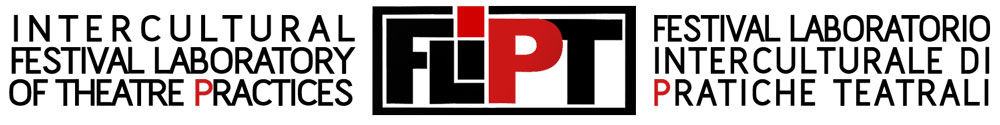 INTERCULTURAL
FESTIVAL LABORATORY
OF THEATRE PRACTICES
FLiPT
FESTIVAL LABORATORIO
INTERCULTURALE DI
PRATICHE TEATRALI